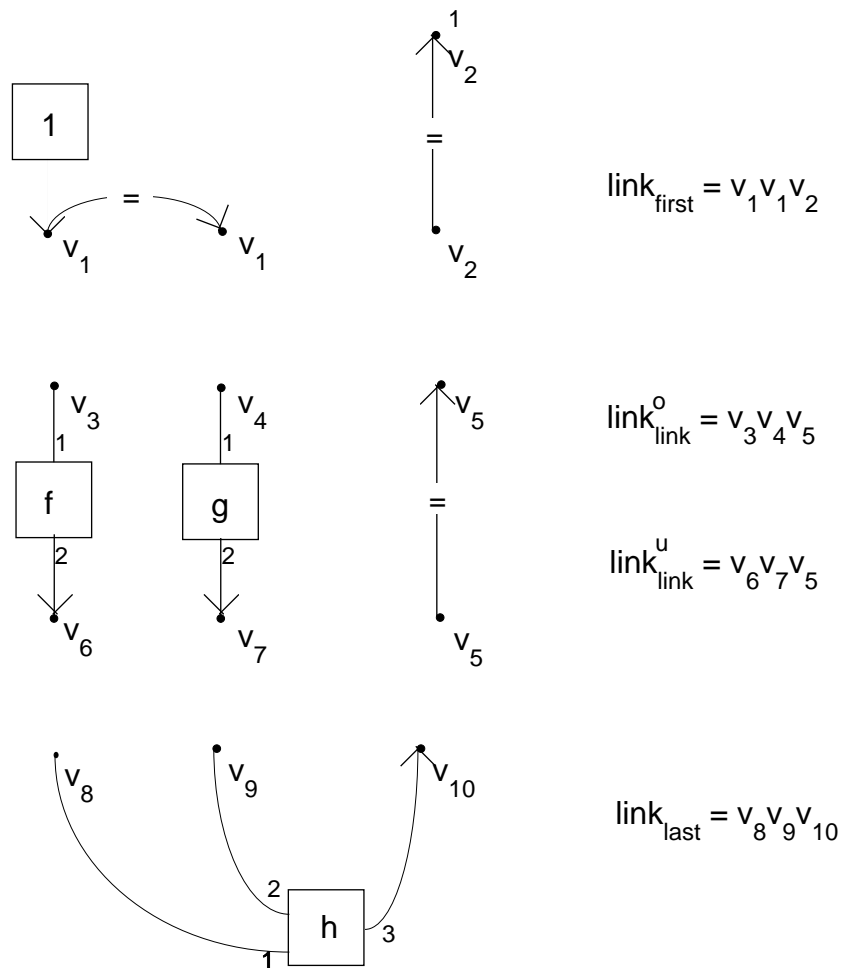 1
v₂
1
=
=
link_first = v₁v₁v₂
v₁
v₁
v₂
v₃
v₄
v₅
link^o_link = v₃v₄v₅
1
1
f
g
=
2
2
link^u_link = v₆v₇v₅
v₆
v₇
v₅
v₈
v₉
v₁₀
link_last = v₈v₉v₁₀
2
h
3
1